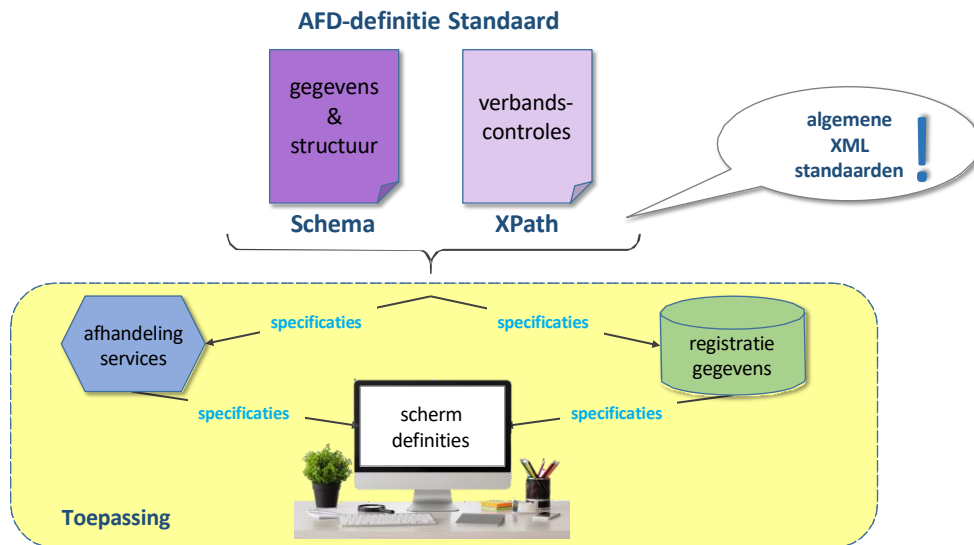 AFD-definitie Standaard
gegevens
&
structuur
verbands-
controles
algemene
XML
standaarden
!
Schema
XPath
specificaties
specificaties
afhandeling
services
registratie
gegevens
specificaties
specificaties
scherm
definities
Toepassing